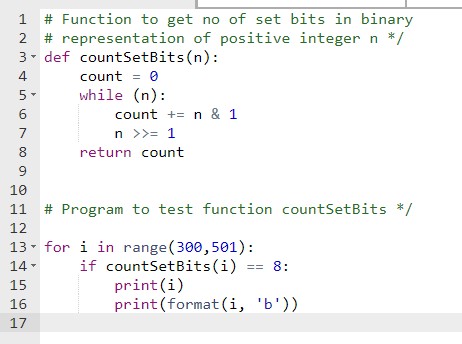 1 # Function to get no of set bits in binary
2 # representation of positive integer n */
3 def countSetBits(n):
4     count = 0
5     while (n):
6         count += n & 1
7         n >>= 1
8     return count
9
10
11 # Program to test function countSetBits */
12
13 for i in range(300,501):
14     if countSetBits(i) == 8:
15         print(i)
16         print(format(i, 'b'))
17